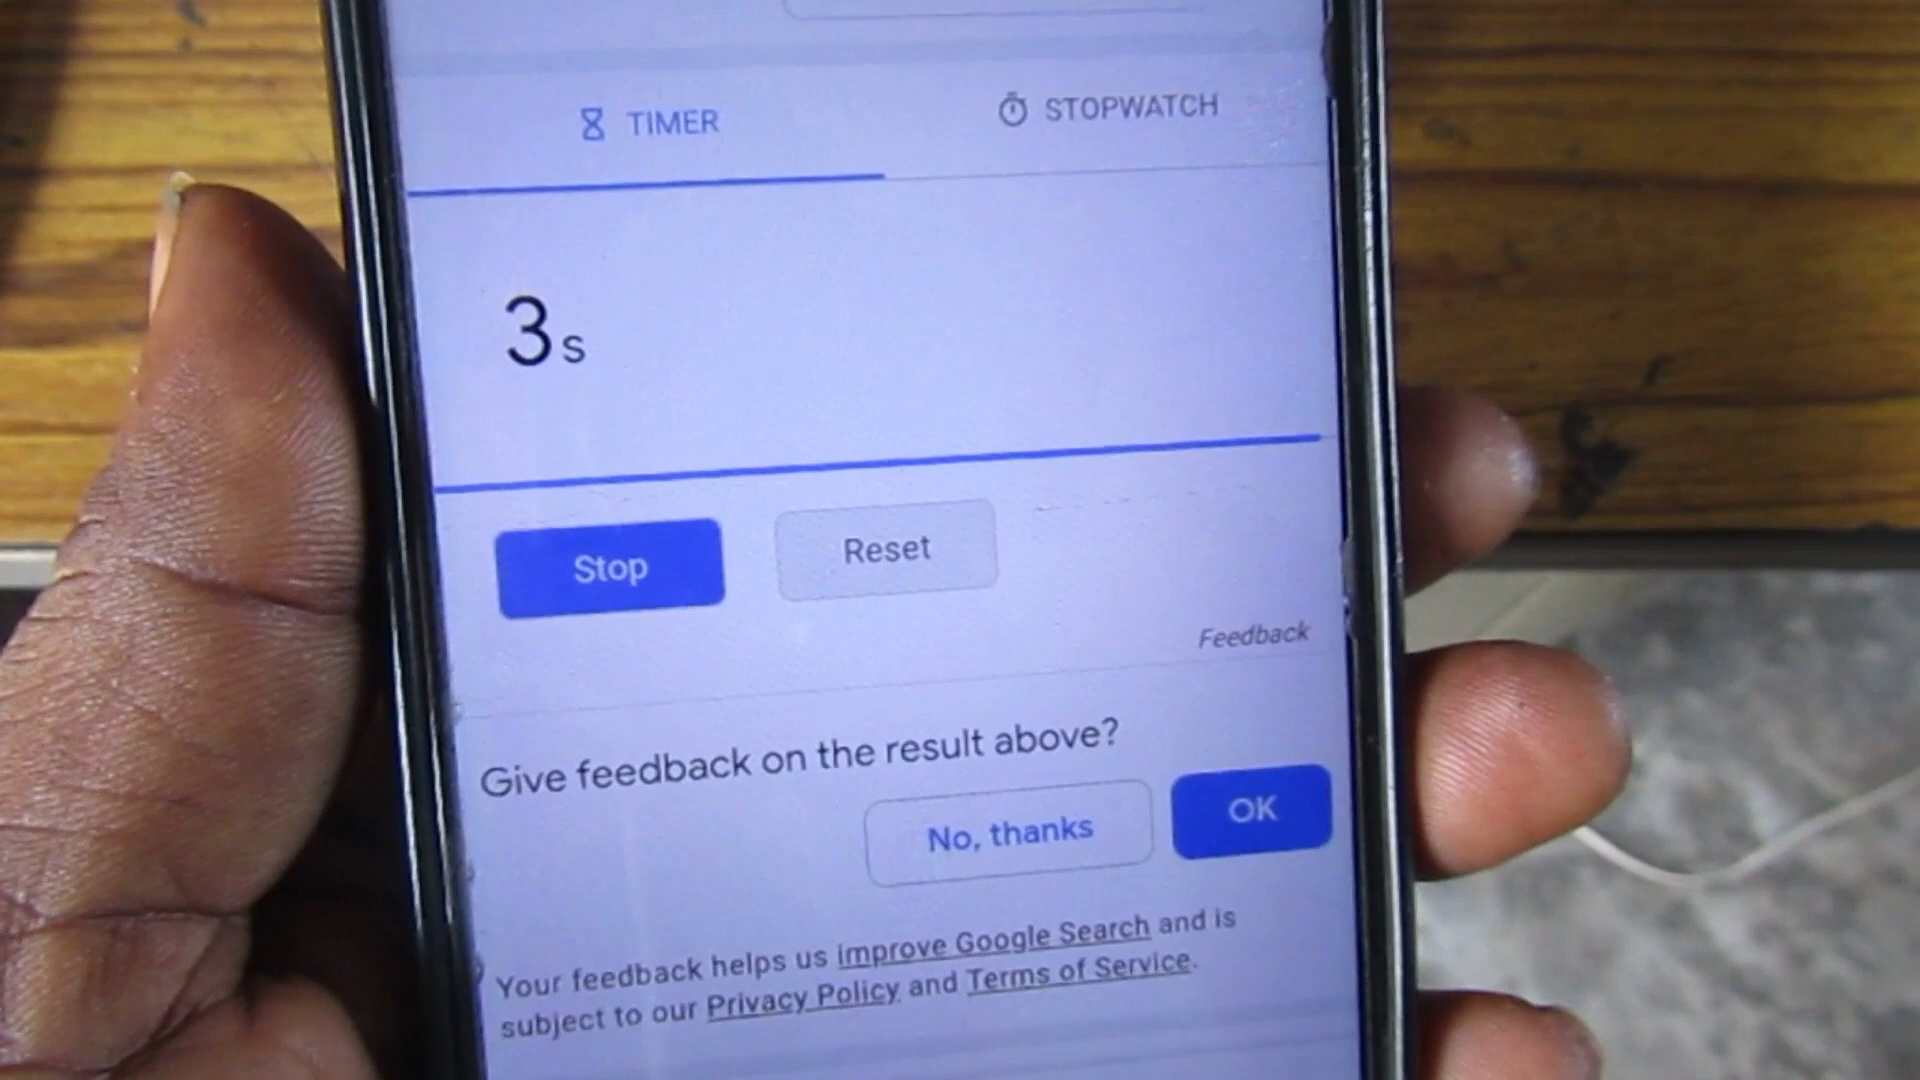 TIMER
STOPWATCH
3s
Stop
Reset
Feedback
Give feedback on the result above?
No, thanks
OK
Your feedback helps us improve Google Search and is
subject to our Privacy Policy and Terms of Service.